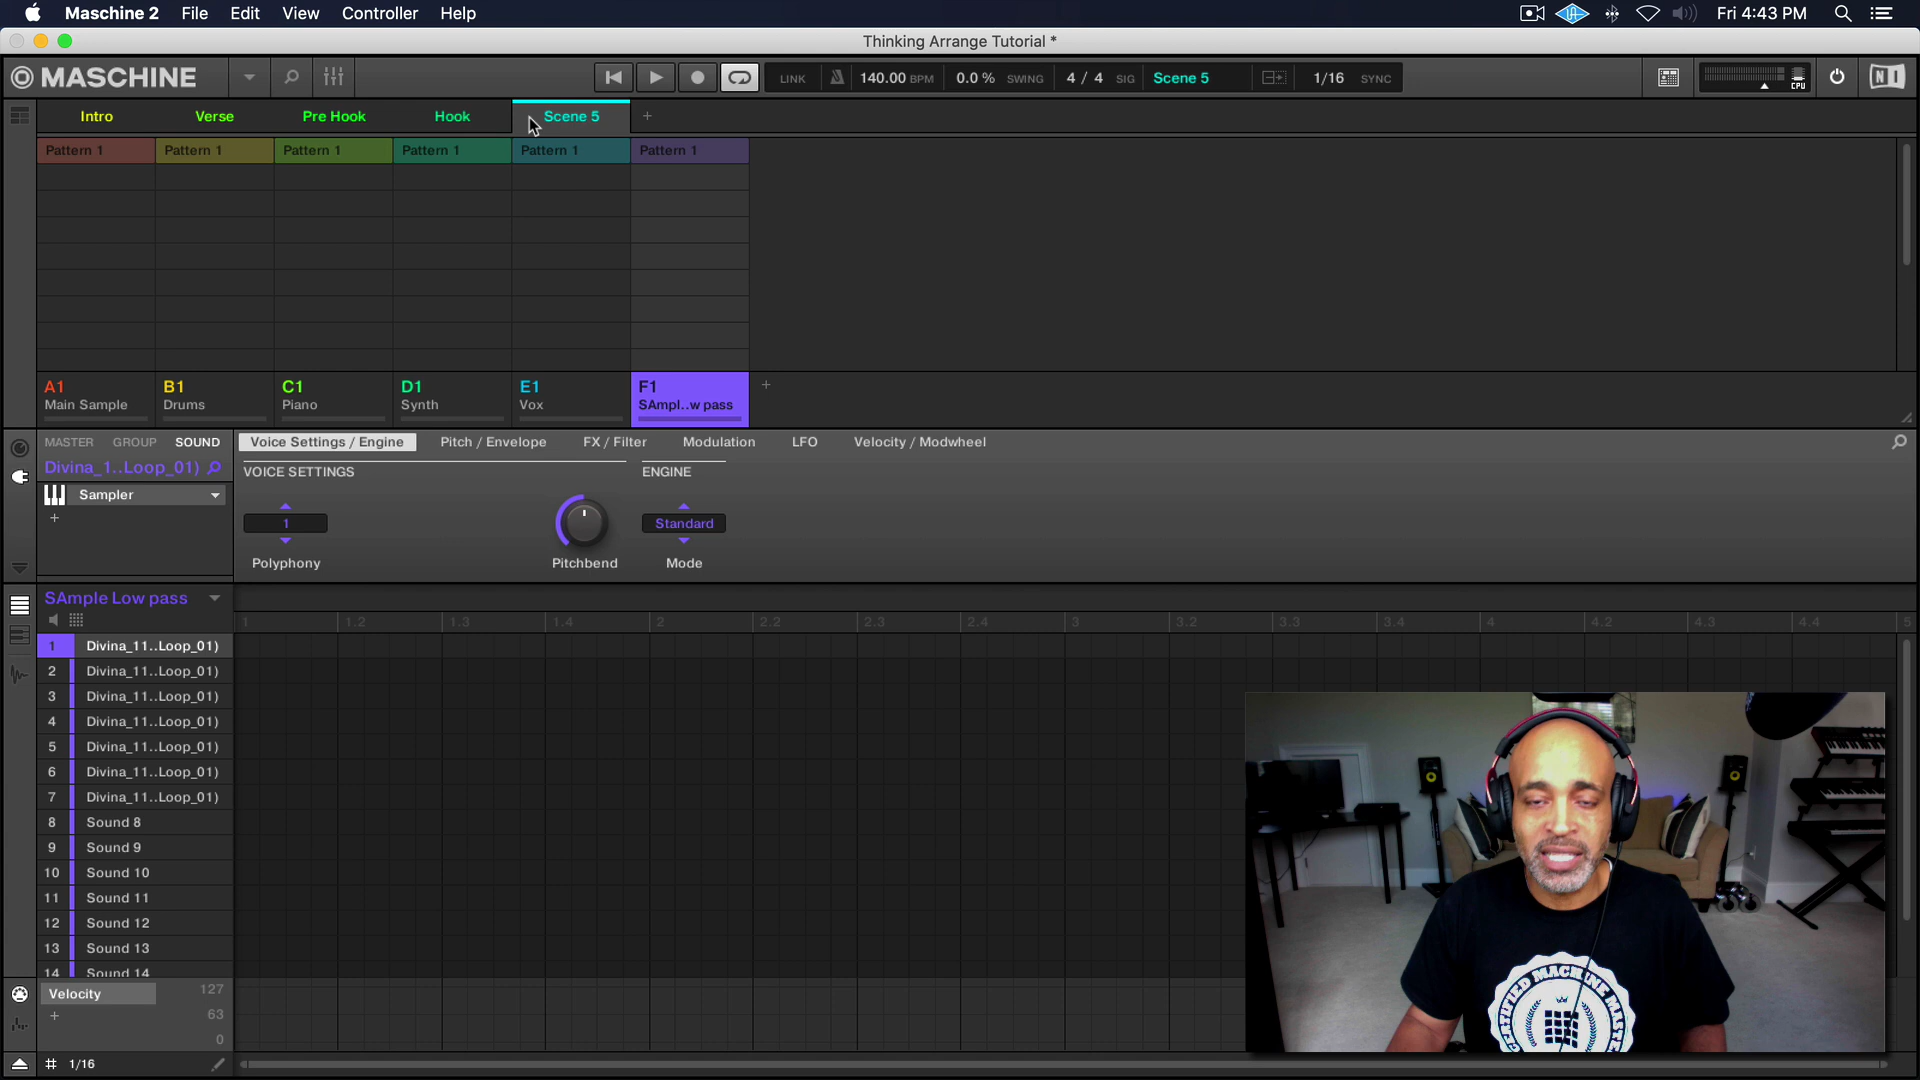 Maschine 2 File Edit View Controller Help Fri 4:43 PM
Thinking Arrange Tutorial *
MASCHINE LINK 140.00 BPM 0.0 % SWING 4 / 4 SIG Scene 5 1/16 SYNC CPU NI
Intro Verse Pre Hook Hook Scene 5 +
Pattern 1 Pattern 1 Pattern 1 Pattern 1 Pattern 1 Pattern 1
A1 B1 C1 D1 E1 F1 +
Main Sample Drums Piano Synth Vox SAmpl..w pass
MASTER GROUP SOUND Voice Settings / Engine Pitch / Envelope FX / Filter Modulation LFO Velocity / Modwheel
Divina_1..Loop_01) VOICE SETTINGS ENGINE
Sampler
+ 1 Standard
Polyphony Pitchbend Mode
SAmple Low pass
1 1.2 1.3 1.4 2 2.2 2.3 2.4 3 3.2 3.3 3.4 4 4.2 4.3 4.4 5
1 Divina_11..Loop_01)
2 Divina_11..Loop_01)
3 Divina_11..Loop_01)
4 Divina_11..Loop_01)
5 Divina_11..Loop_01)
6 Divina_11..Loop_01)
7 Divina_11..Loop_01)
8 Sound 8
9 Sound 9
10 Sound 10
11 Sound 11
12 Sound 12
13 Sound 13
14 Sound 14
Velocity 127
+ 63
0
# 1/16
CERTIFIED MACHINE MASTER